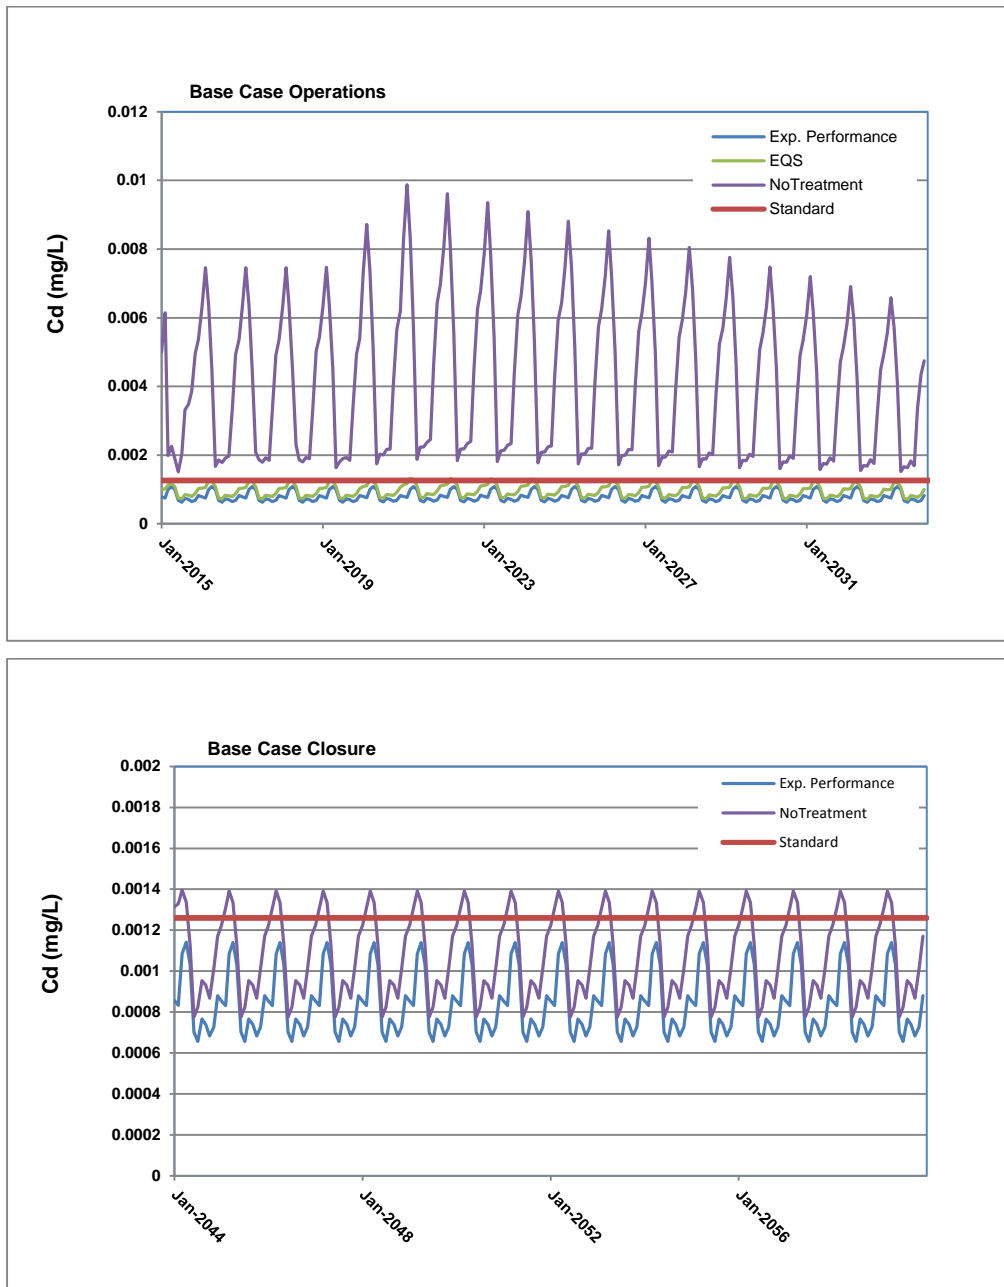 Base Case Operations
0.012
0.01
0.008
0.006
0.004
0.002
0
Cd (mg/L)
Exp. Performance
EQS
NoTreatment
Standard
Jan-2015
Jan-2019
Jan-2023
Jan-2027
Jan-2031
Base Case Closure
0.002
0.0018
0.0016
0.0014
0.0012
0.001
0.0008
0.0006
0.0004
0.0002
0
Cd (mg/L)
Exp. Performance
NoTreatment
Standard
Jan-2044
Jan-2048
Jan-2052
Jan-2056